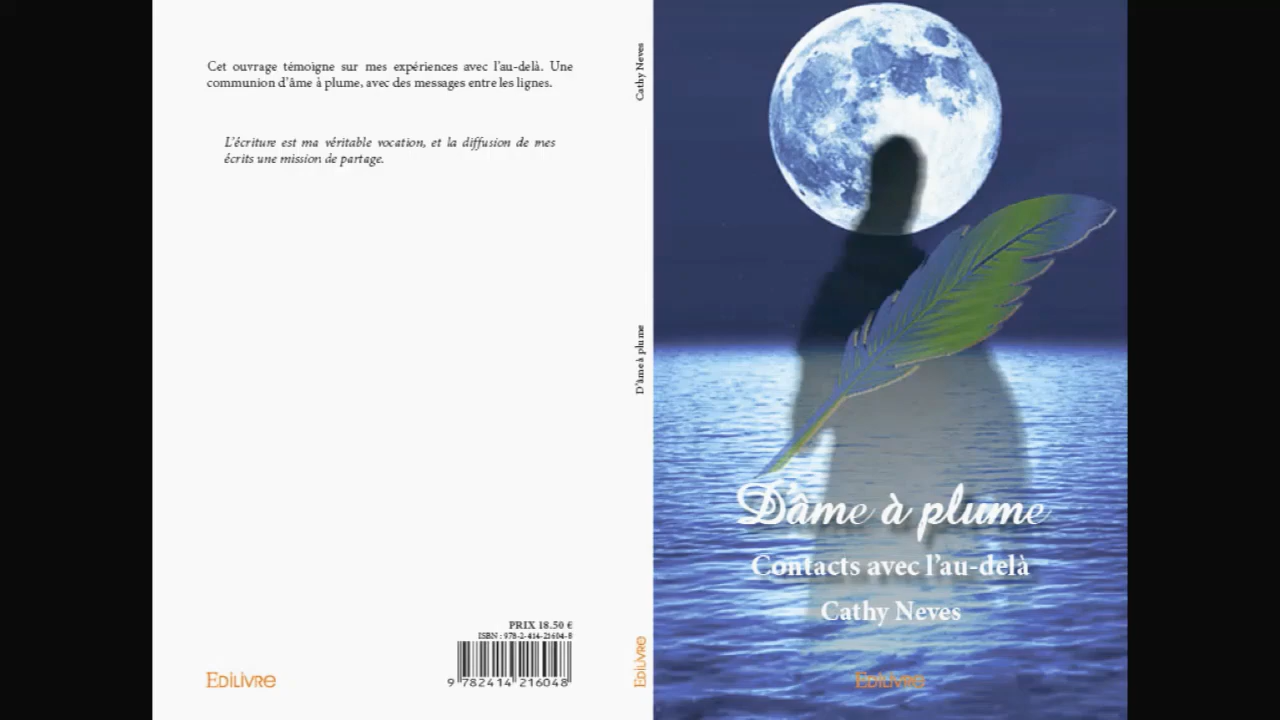 Cet ouvrage témoigne sur mes expériences avec l'au-delà. Une
communion d'âme à plume, avec des messages entre les lignes.
L'écriture est ma véritable vocation, et la diffusion de mes
écrits une mission de partage.
PRIX 18.50 €
ISBN : 978-2-414-21604-8
9 782414 216048
EDILIVRE
Cathy Neves
D'âme à plume
EDILIVRE
D'âme à plume
Contacts avec l'au-delà
Cathy Neves
EDILIVRE